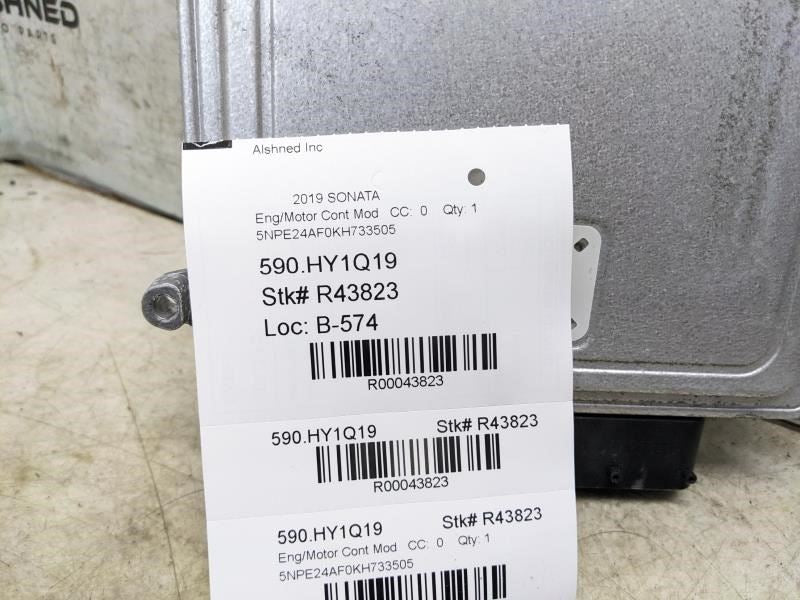 Alshned Inc
2019 SONATA
Eng/Motor Cont Mod CC: 0 Qty: 1
5NPE24AF0KH733505
590.HY1Q19
Stk# R43823
Loc: B-574
R00043823
590.HY1Q19 Stk# R43823
R00043823
590.HY1Q19 Stk# R43823
Eng/Motor Cont Mod CC: 0 Qty: 1
5NPE24AF0KH733505